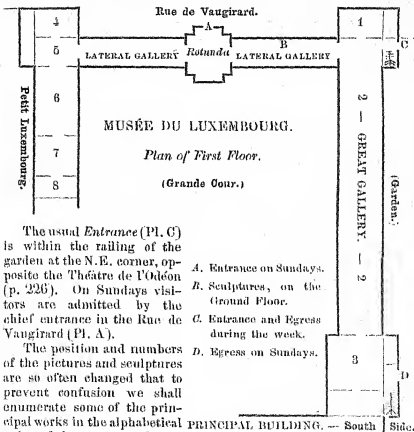 Rue de Vaugirard.
4
A
1
5
LATERAL GALLERY
Rotunda
B
LATERAL GALLERY
C
Petit Luxembourg.
6
7
8
MUSÉE DU LUXEMBOURG.
Plan of First Floor.
(Grande Cour.)
2 — GREAT GALLERY. — 2
(Garden.)
3
D
The usual Entrance (Pl. C)
is within the railing of the
garden at the N.E. corner, op-
posite the Théâtre de l'Odéon
(p. 226). On Sundays visi-
tors are admitted by the
chief entrance in the Rue de
Vaugirard (Pl. A).
The position and numbers
of the pictures and sculptures
are so often changed that to
prevent confusion we shall
enumerate some of the prin-
cipal works in the alphabetical
A. Entrance on Sundays.
B. Sculptures, on the
Ground Floor.
C. Entrance and Egress
during the week.
D. Egress on Sundays.
PRINCIPAL BUILDING. — South Side.